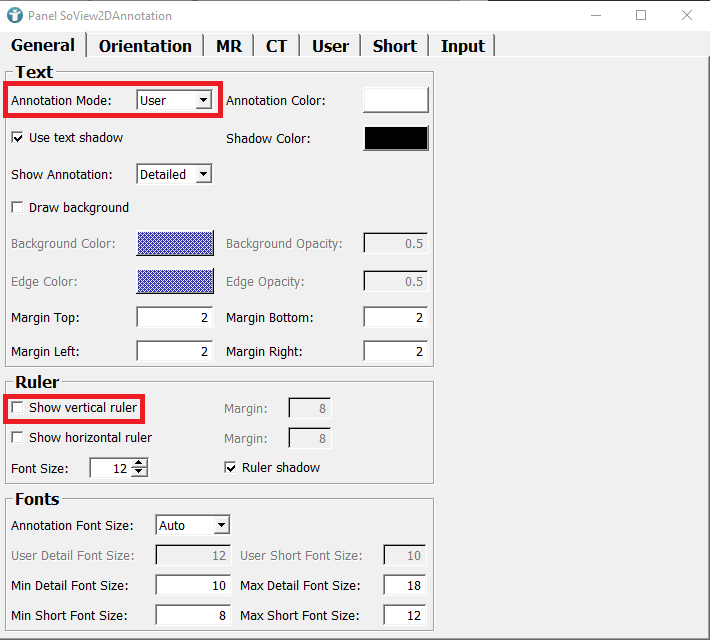 Panel SoView2DAnnotation
General Orientation MR CT User Short Input
Text
Annotation Mode: User Annotation Color:
Use text shadow Shadow Color:
Show Annotation: Detailed
Draw background
Background Color: Background Opacity: 0.5
Edge Color: Edge Opacity: 0.5
Margin Top: 2 Margin Bottom: 2
Margin Left: 2 Margin Right: 2
Ruler
Show vertical ruler Margin: 8
Show horizontal ruler Margin: 8
Font Size: 12 Ruler shadow
Fonts
Annotation Font Size: Auto
User Detail Font Size: 12 User Short Font Size: 10
Min Detail Font Size: 10 Max Detail Font Size: 18
Min Short Font Size: 8 Max Short Font Size: 12